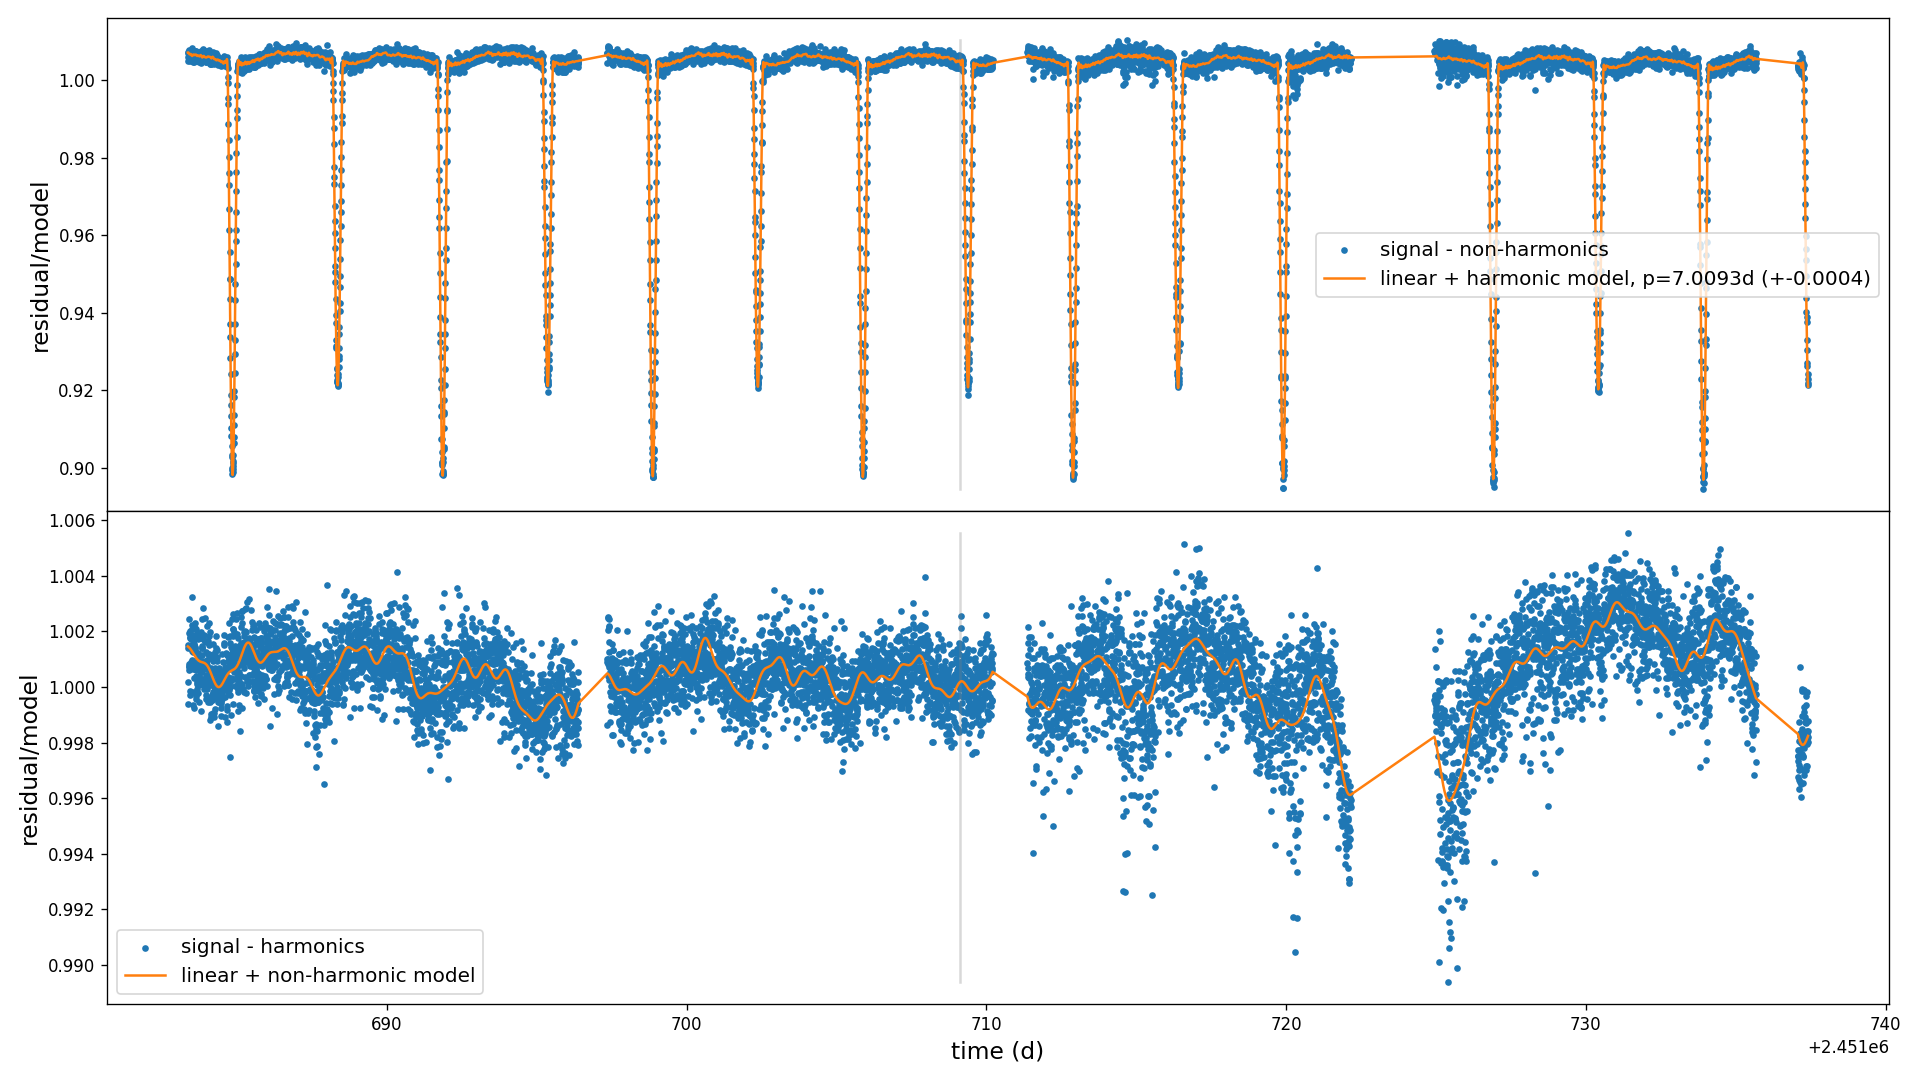 residual/model
1.00
0.98
0.96
0.94
0.92
0.90
signal - non-harmonics
linear + harmonic model, p=7.0093d (+-0.0004)
residual/model
1.006
1.004
1.002
1.000
0.998
0.996
0.994
0.992
0.990
signal - harmonics
linear + non-harmonic model
690 700 710 720 730 740
time (d)
+2.451e6